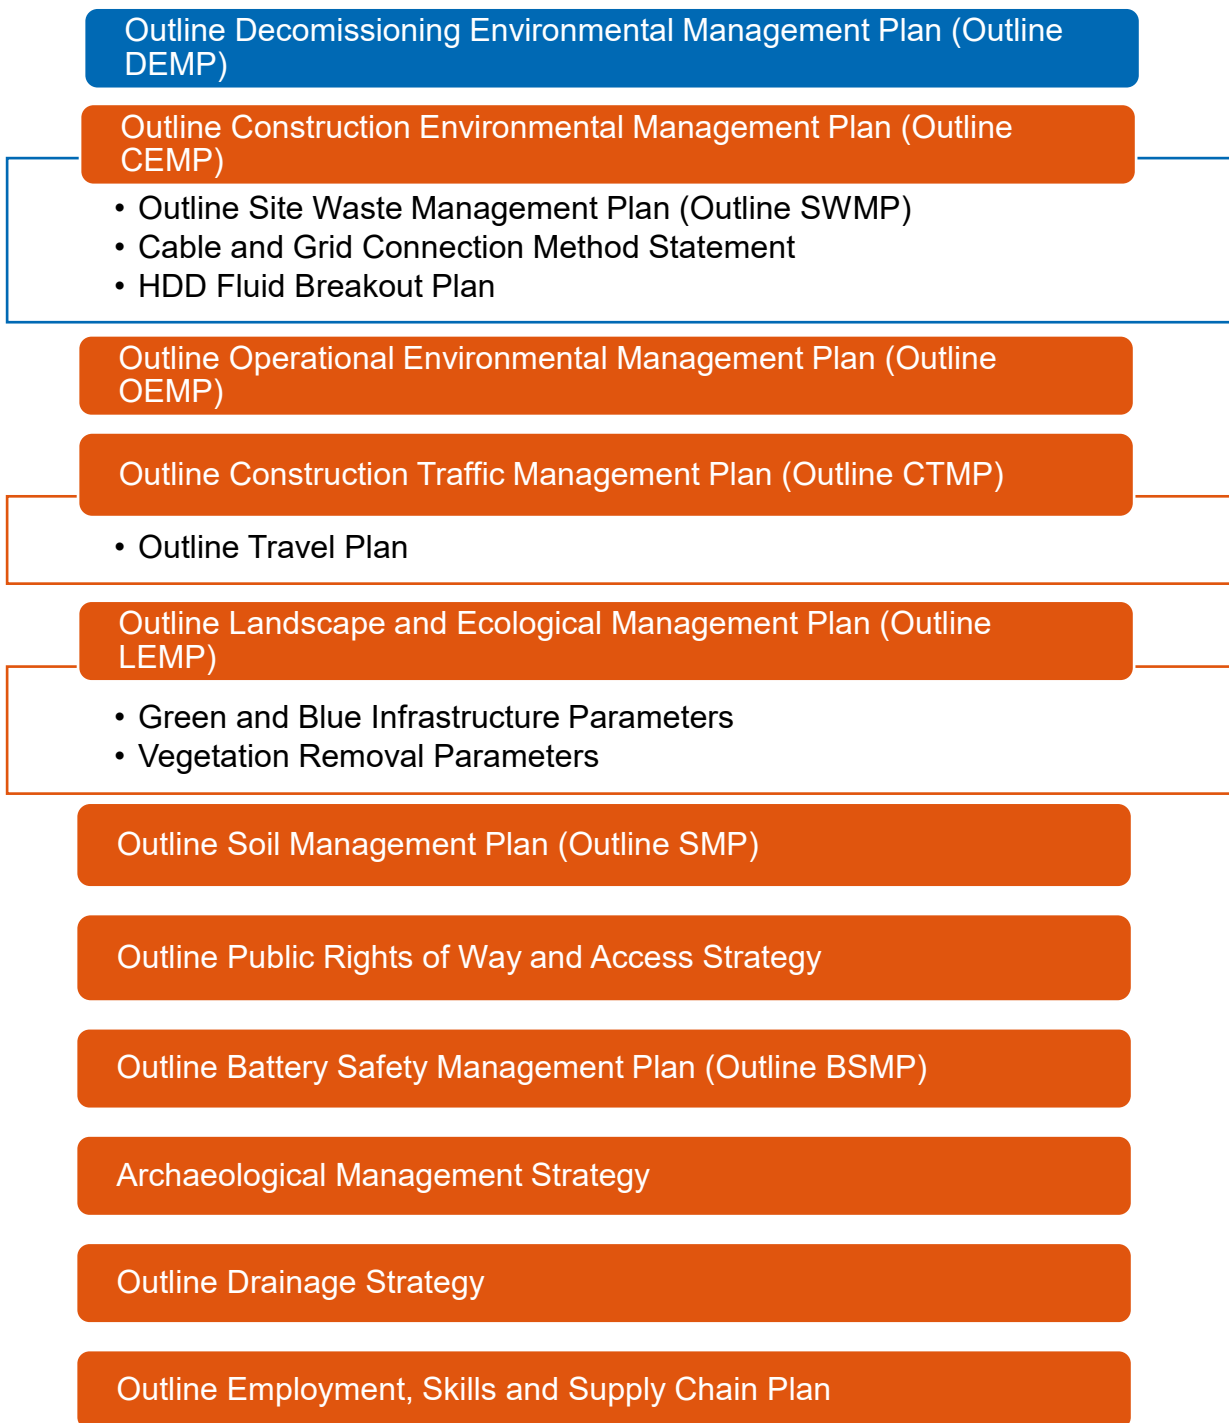 Outline Decomissioning Environmental Management Plan (Outline
DEMP)
Outline Construction Environmental Management Plan (Outline
CEMP)
• Outline Site Waste Management Plan (Outline SWMP)
• Cable and Grid Connection Method Statement
• HDD Fluid Breakout Plan
Outline Operational Environmental Management Plan (Outline
OEMP)
Outline Construction Traffic Management Plan (Outline CTMP)
• Outline Travel Plan
Outline Landscape and Ecological Management Plan (Outline
LEMP)
• Green and Blue Infrastructure Parameters
• Vegetation Removal Parameters
Outline Soil Management Plan (Outline SMP)
Outline Public Rights of Way and Access Strategy
Outline Battery Safety Management Plan (Outline BSMP)
Archaeological Management Strategy
Outline Drainage Strategy
Outline Employment, Skills and Supply Chain Plan